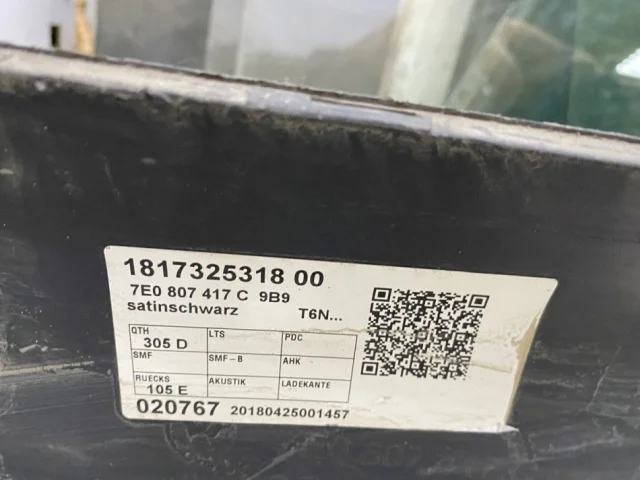 1817325318 00
7E0 807 417 C 9B9
satinschwarz T6N...
QTH LTS PDC
305 D
SMF SMF-B AHK
RUECKS AKUSTIK LADEKANTE
105 E
020767 20180425001457